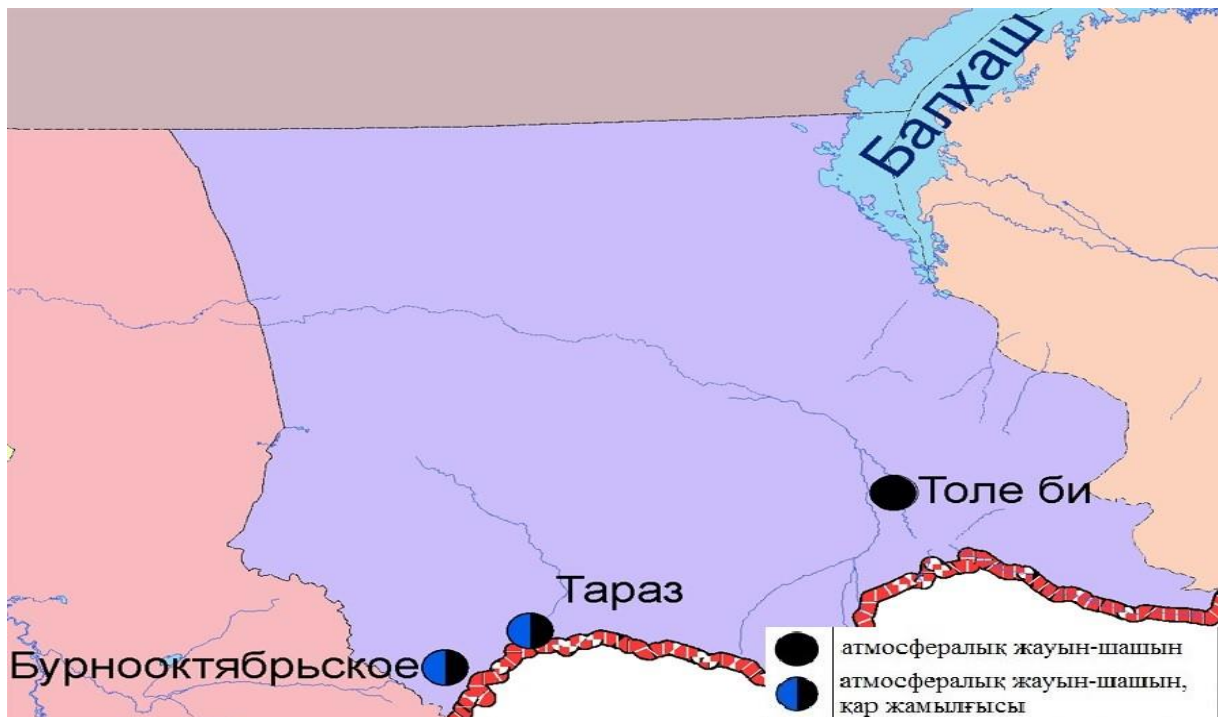 Балхаш
Толе би
Тараз
Бурнооктябрьское
атмосфералық жауын-шашын
атмосфералық жауын-шашын,
қар жамылғысы